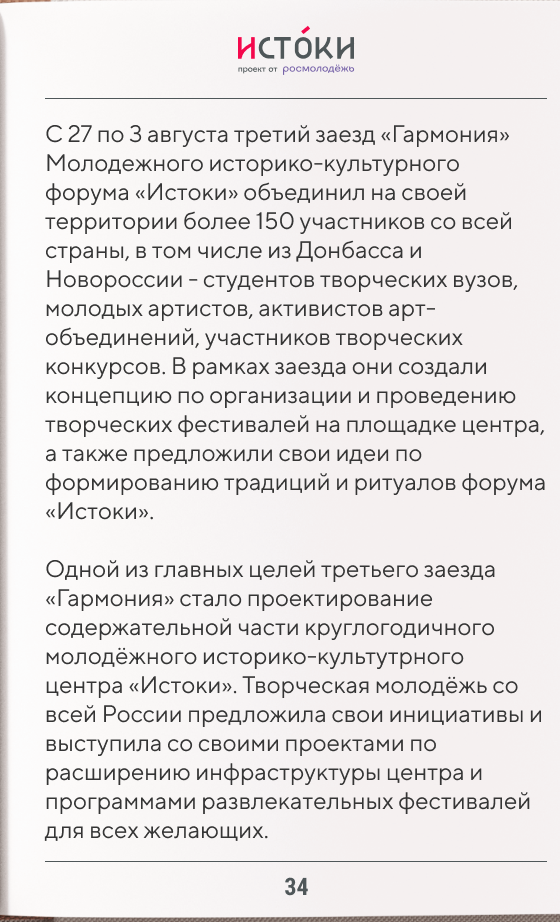 ИСТО́КИ
проект от росмолодёжь
С 27 по 3 августа третий заезд «Гармония»
Молодежного историко-культурного
форума «Истоки» объединил на своей
территории более 150 участников со всей
страны, в том числе из Донбасса и
Новороссии - студентов творческих вузов,
молодых артистов, активистов арт-
объединений, участников творческих
конкурсов. В рамках заезда они создали
концепцию по организации и проведению
творческих фестивалей на площадке центра,
а также предложили свои идеи по
формированию традиций и ритуалов форума
«Истоки».
Одной из главных целей третьего заезда
«Гармония» стало проектирование
содержательной части круглогодичного
молодёжного историко-культутрного
центра «Истоки». Творческая молодёжь со
всей России предложила свои инициативы и
выступила со своими проектами по
расширению инфраструктуры центра и
программами развлекательных фестивалей
для всех желающих.
34